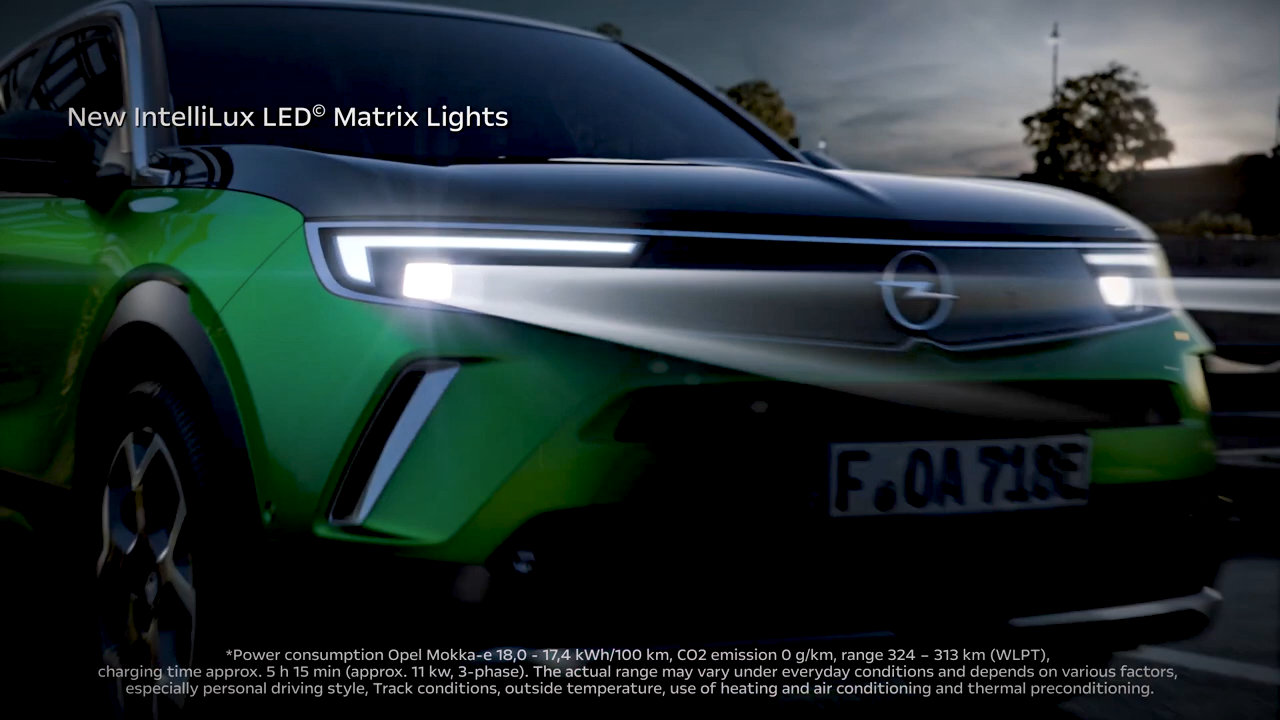 New IntelliLux LED© Matrix Lights
F.OA 718E
*Power consumption Opel Mokka-e 18,0 - 17,4 kWh/100 km, CO2 emission 0 g/km, range 324 – 313 km (WLPT),
charging time approx. 5 h 15 min (approx. 11 kw, 3-phase). The actual range may vary under everyday conditions and depends on various factors,
especially personal driving style, Track conditions, outside temperature, use of heating and air conditioning and thermal preconditioning.